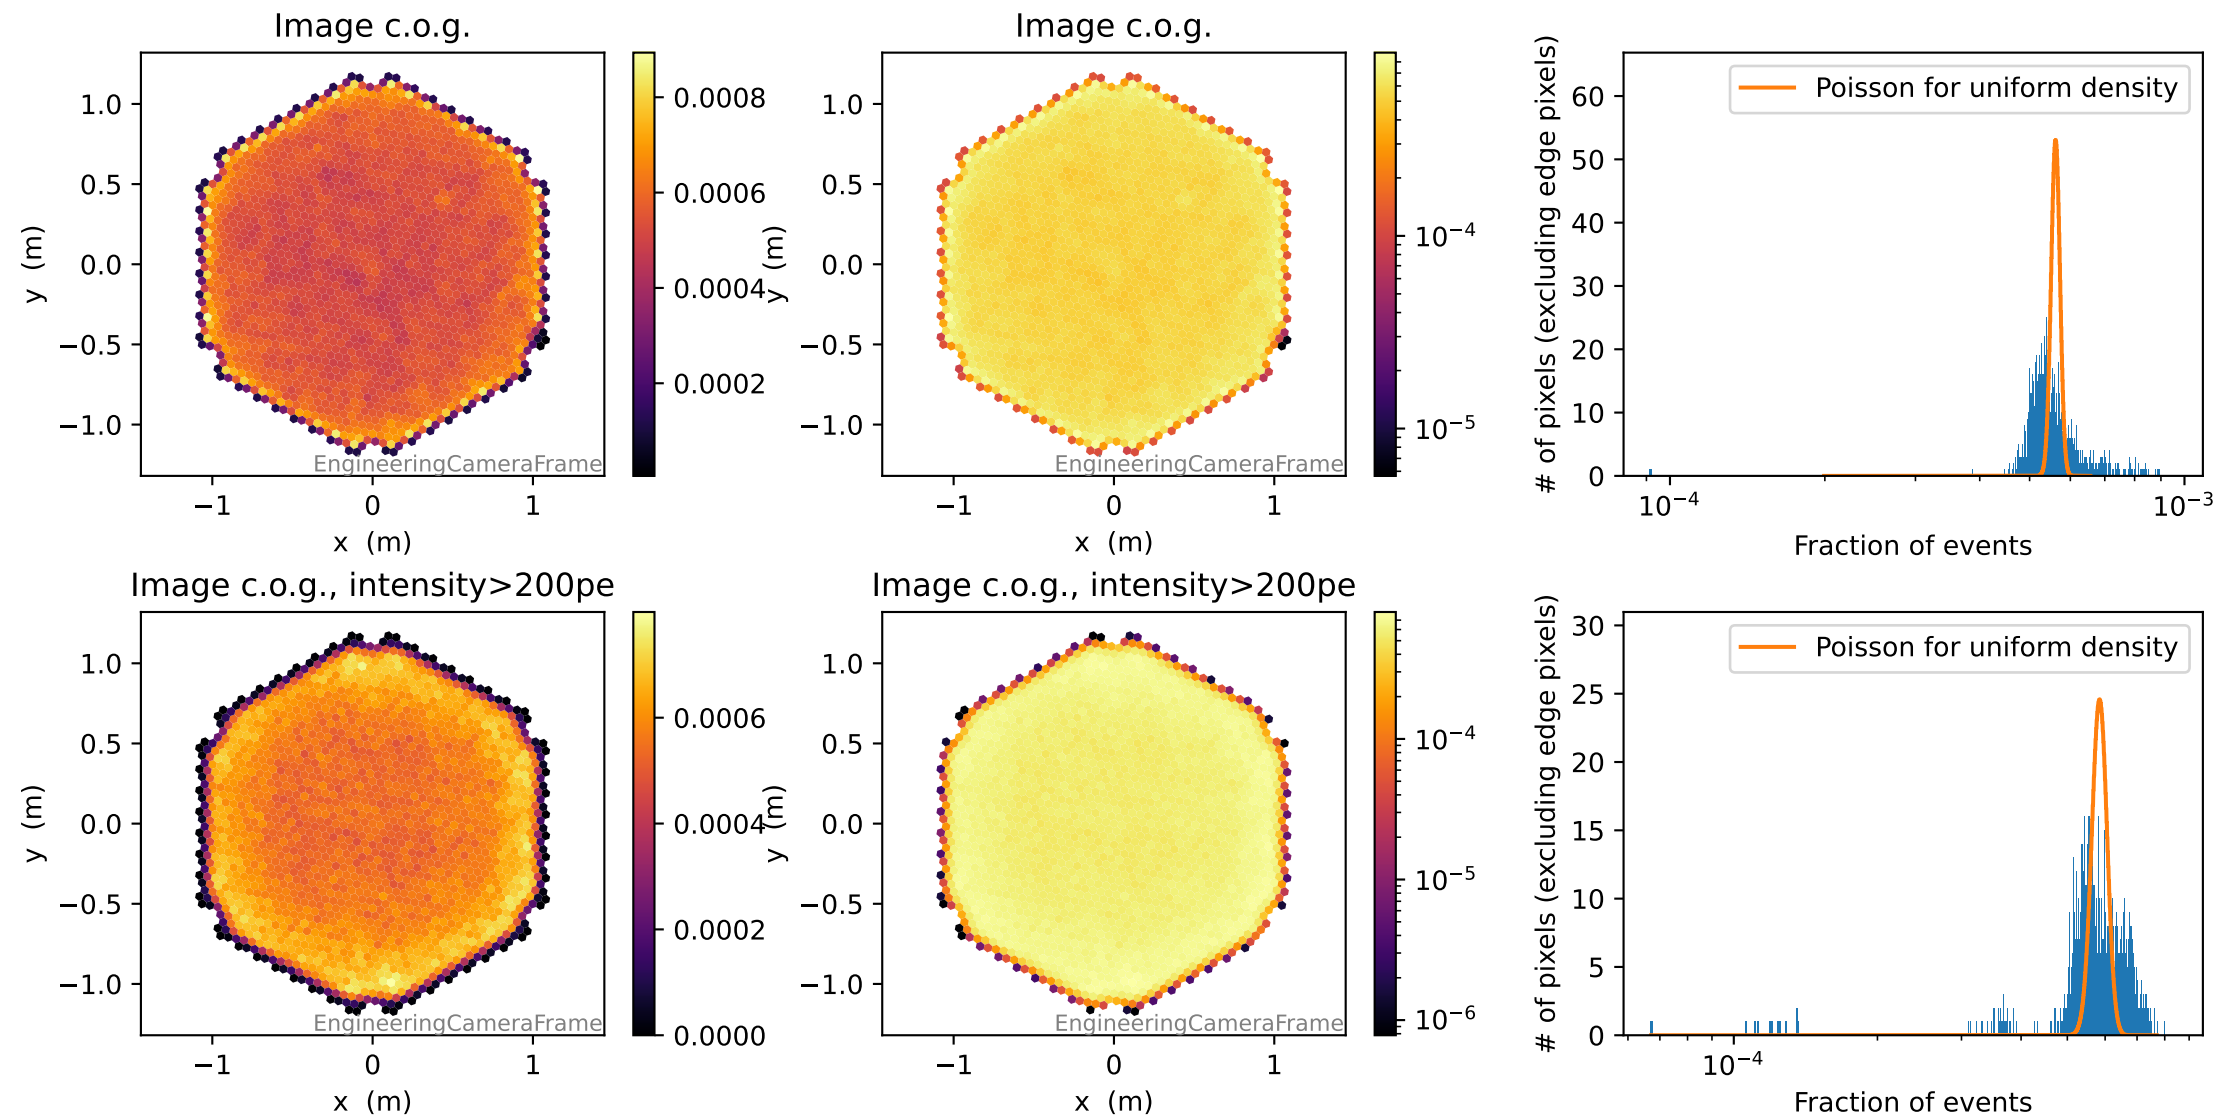 Image c.o.g.
1.0
0.5
0.0
−0.5
−1.0
y (m)
−1
0
1
x (m)
EngineeringCameraFrame
0.0008
0.0006
0.0004
0.0002
Image c.o.g.
1.0
0.5
0.0
−0.5
−1.0
y (m)
−1
0
1
x (m)
EngineeringCameraFrame
10⁻⁴
10⁻⁵
Poisson for uniform density
60
50
40
30
20
10
0
# of pixels (excluding edge pixels)
10⁻⁴
10⁻³
Fraction of events
Image c.o.g., intensity>200pe
1.0
0.5
0.0
−0.5
−1.0
y (m)
−1
0
1
x (m)
EngineeringCameraFrame
0.0006
0.0004
0.0002
0.0000
Image c.o.g., intensity>200pe
1.0
0.5
0.0
−0.5
−1.0
y (m)
−1
0
1
x (m)
EngineeringCameraFrame
10⁻⁴
10⁻⁵
10⁻⁶
Poisson for uniform density
30
25
20
15
10
5
0
# of pixels (excluding edge pixels)
10⁻⁴
Fraction of events